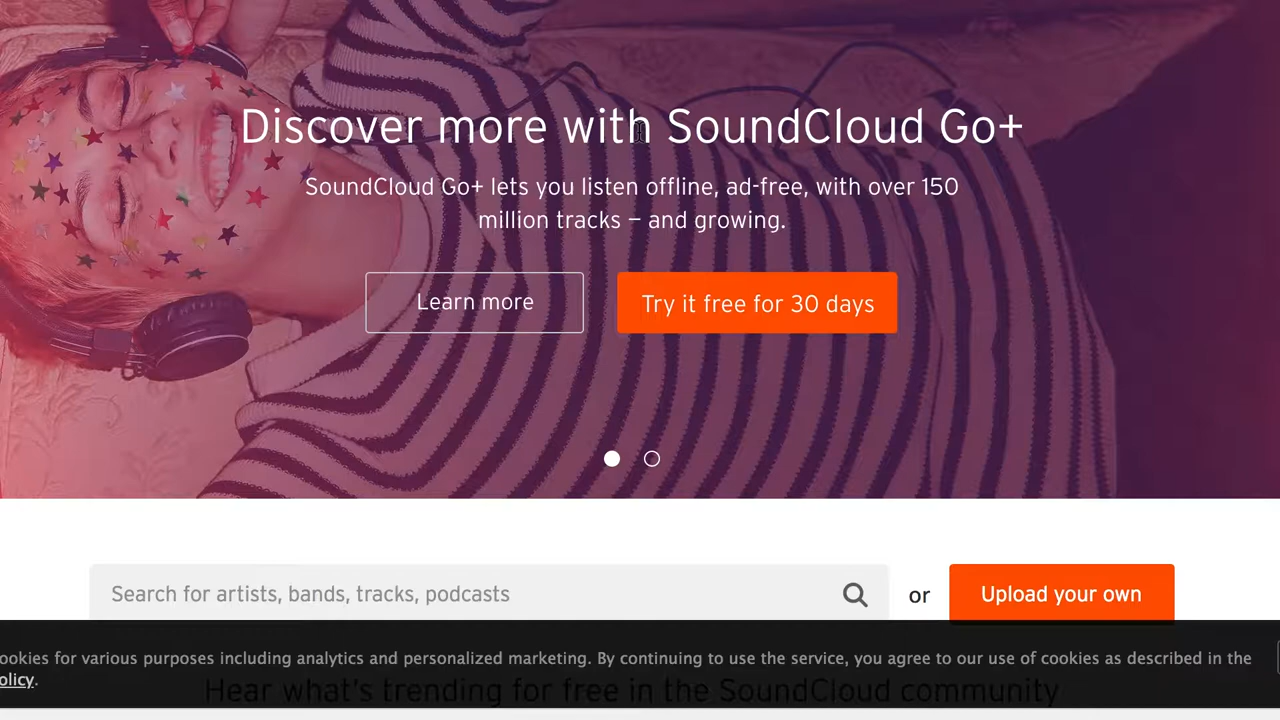 Discover more with SoundCloud Go+
SoundCloud Go+ lets you listen offline, ad-free, with over 150
million tracks – and growing.
Learn more
Try it free for 30 days
Search for artists, bands, tracks, podcasts
or
Upload your own
ookies for various purposes including analytics and personalized marketing. By continuing to use the service, you agree to our use of cookies as described in the
olicy.
Hear what's trending for free in the SoundCloud community